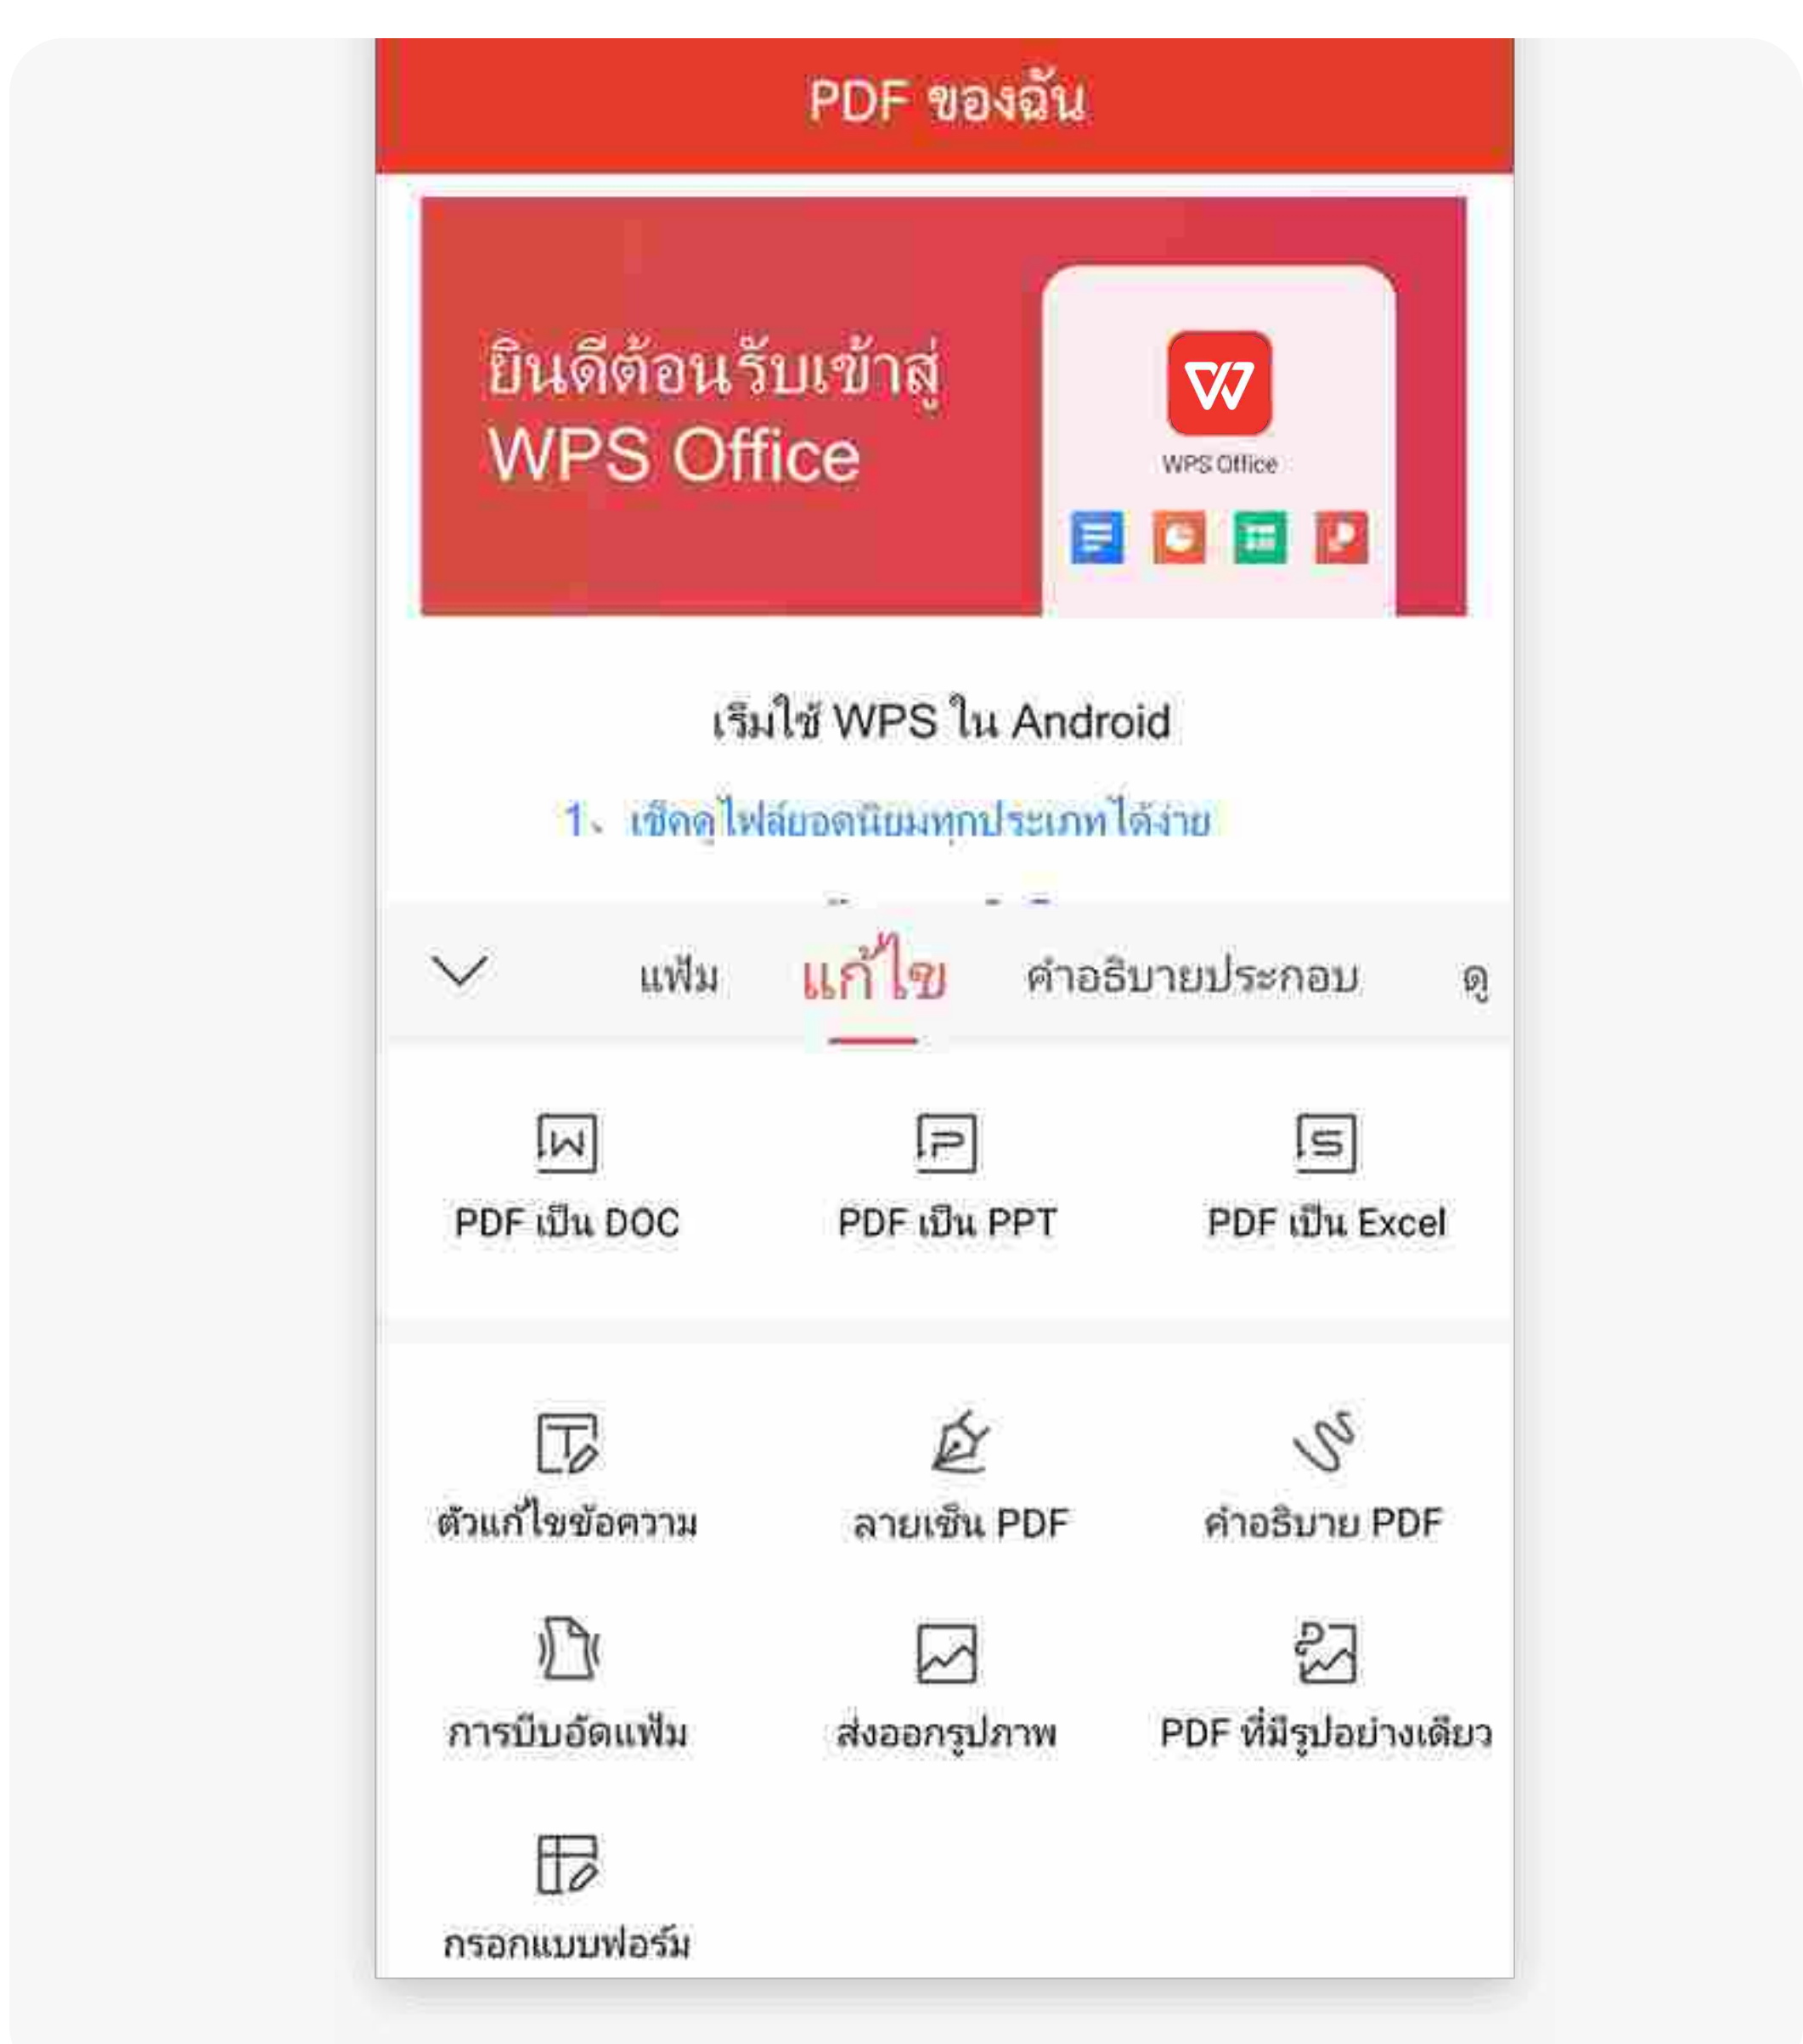 PDF ของฉัน
ยินดีต้อนรับเข้าสู่
WPS Office
WPS Office
เริ่มใช้ WPS ใน Android
1、 เช็คดูไฟล์ยอดนิยมทุกประเภทได้ง่าย
แฟ้ม แก้ไข คำอธิบายประกอบ ดู
PDF เป็น DOC PDF เป็น PPT PDF เป็น Excel
ตัวแก้ไขข้อความ ลายเซ็น PDF คำอธิบาย PDF
การบีบอัดแฟ้ม ส่งออกรูปภาพ PDF ที่มีรูปอย่างเดียว
กรอกแบบฟอร์ม